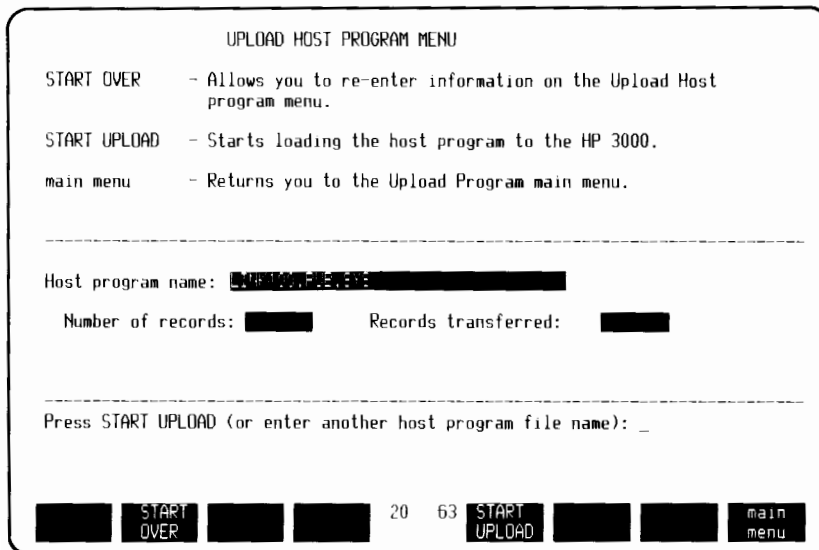 UPLOAD HOST PROGRAM MENU
START OVER - Allows you to re-enter information on the Upload Host
program menu.
START UPLOAD - Starts loading the host program to the HP 3000.
main menu - Returns you to the Upload Program main menu.
Host program name:
Number of records: Records transferred:
Press START UPLOAD (or enter another host program file name): _
START OVER 20 63 START UPLOAD main menu